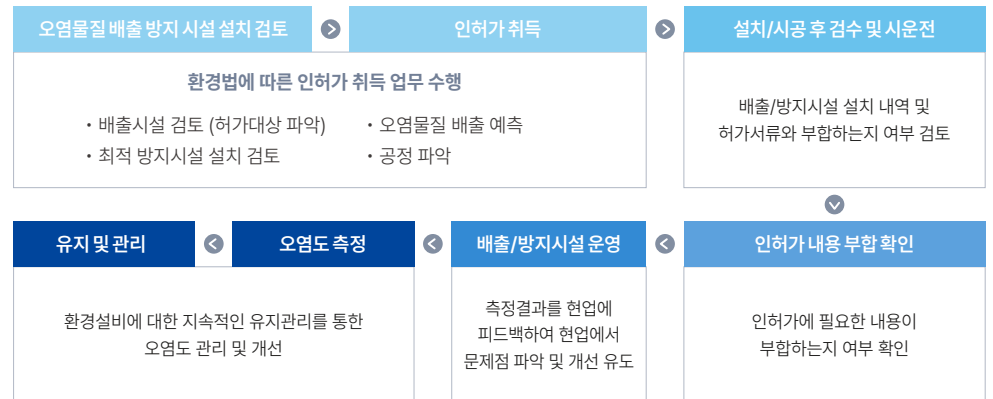 오염물질 배출 방지 시설 설치 검토
인허가 취득
설치/시공 후 검수 및 시운전
환경법에 따른 인허가 취득 업무 수행
• 배출시설 검토 (허가대상 파악)
• 오염물질 배출 예측
• 최적 방지시설 설치 검토
• 공정 파악
배출/방지시설 설치 내역 및
허가서류와 부합하는지 여부 검토
유지 및 관리
오염도 측정
배출/방지시설 운영
인허가 내용 부합 확인
환경설비에 대한 지속적인 유지관리를 통한
오염도 관리 및 개선
측정결과를 현업에
피드백하여 현업에서
문제점 파악 및 개선 유도
인허가에 필요한 내용이
부합하는지 여부 확인